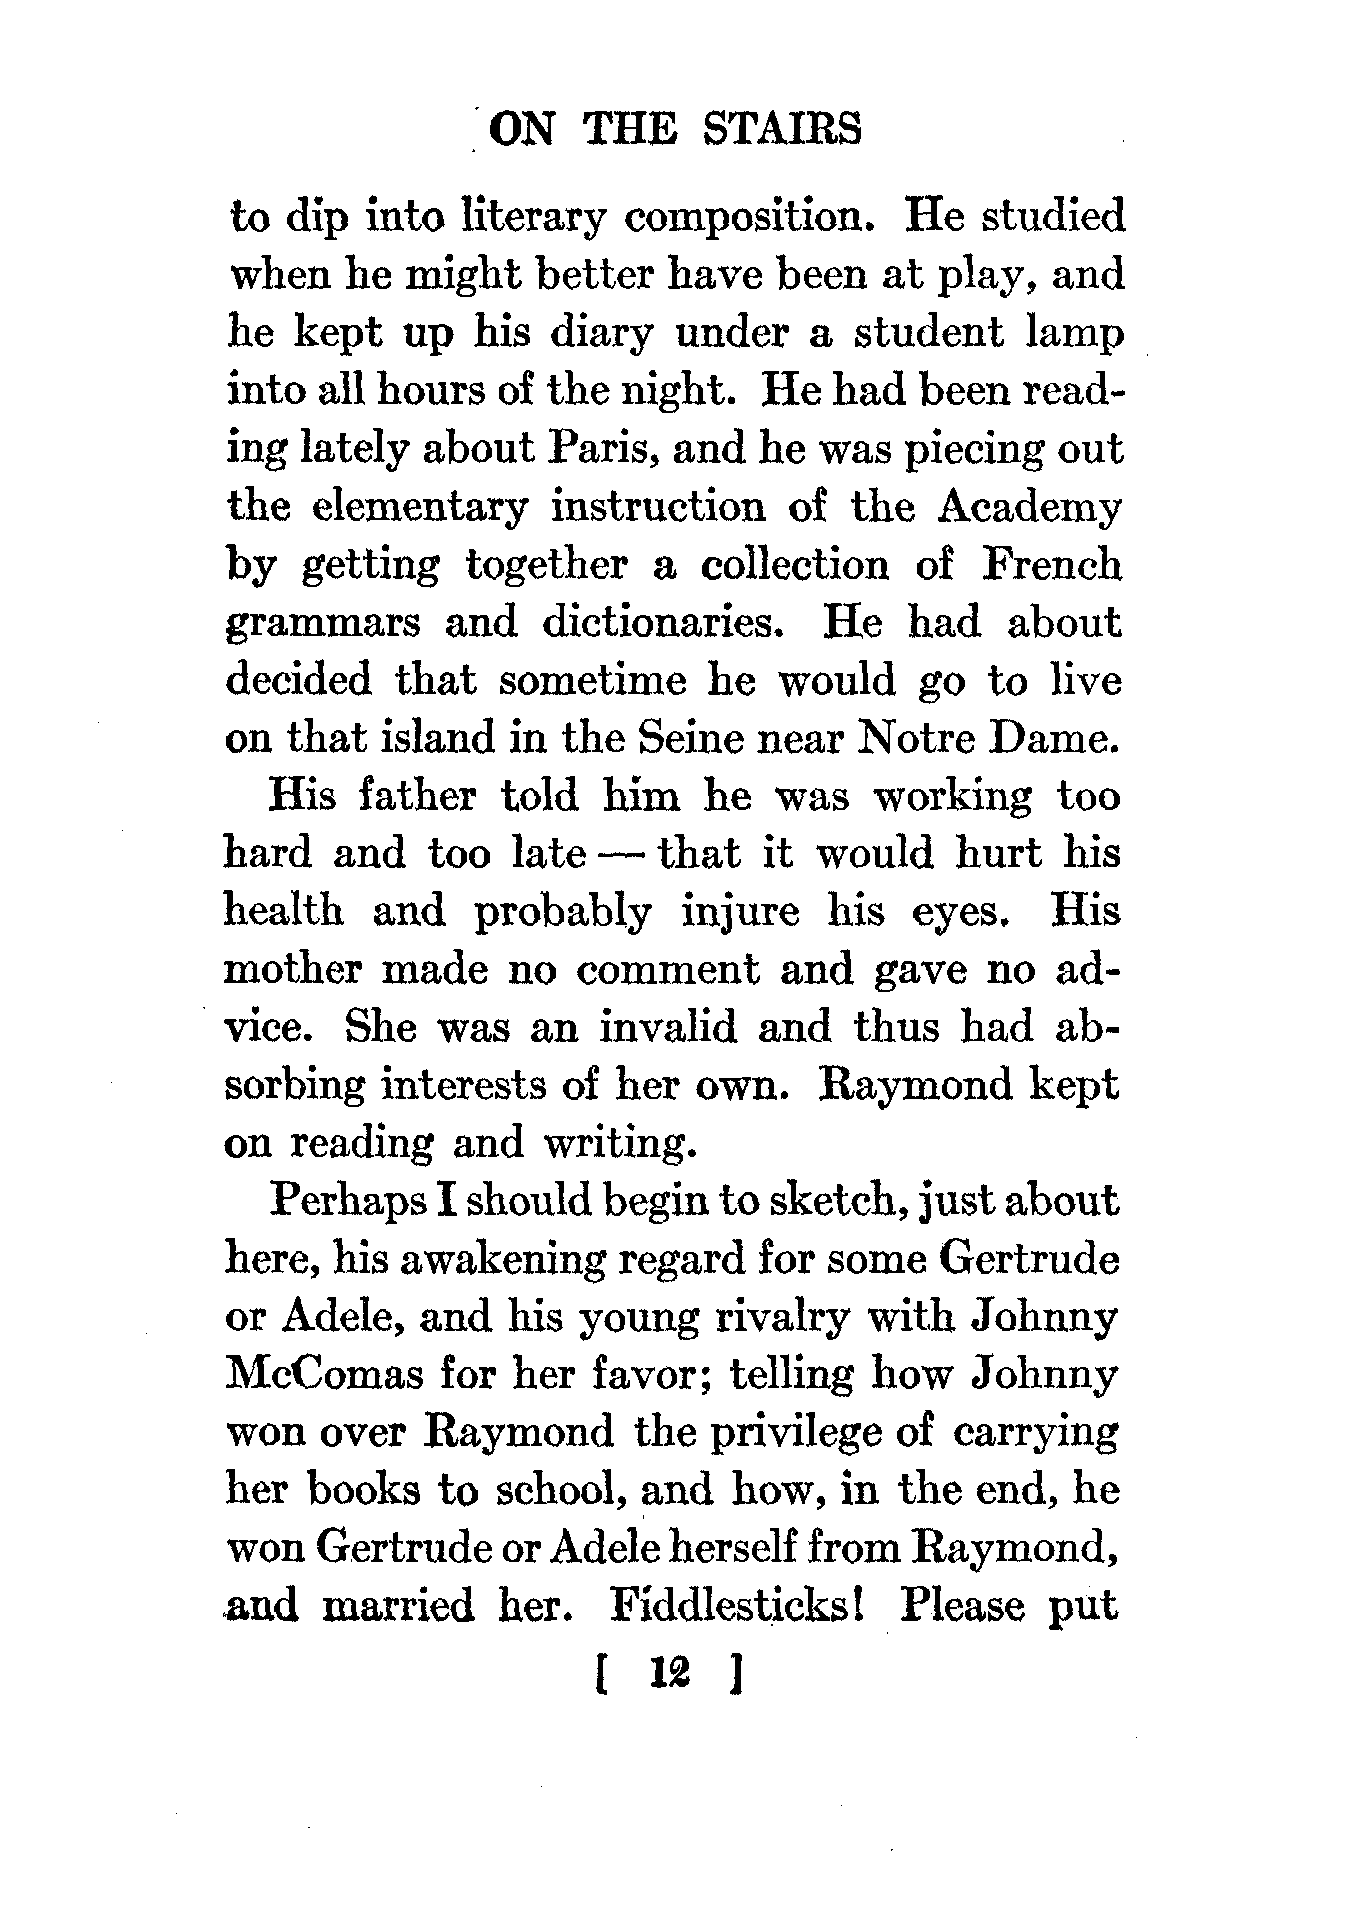 ON THE STAIRS
to dip into literary composition. He studied
when he might better have been at play, and
he kept up his diary under a student lamp
into all hours of the night. He had been read-
ing lately about Paris, and he was piecing out
the elementary instruction of the Academy
by getting together a collection of French
grammars and dictionaries. He had about
decided that sometime he would go to live
on that island in the Seine near Notre Dame.
His father told him he was working too
hard and too late — that it would hurt his
health and probably injure his eyes. His
mother made no comment and gave no ad-
vice. She was an invalid and thus had ab-
sorbing interests of her own. Raymond kept
on reading and writing.
Perhaps I should begin to sketch, just about
here, his awakening regard for some Gertrude
or Adele, and his young rivalry with Johnny
McComas for her favor; telling how Johnny
won over Raymond the privilege of carrying
her books to school, and how, in the end, he
won Gertrude or Adele herself from Raymond,
and married her. Fiddlesticks! Please put
[ 12 ]